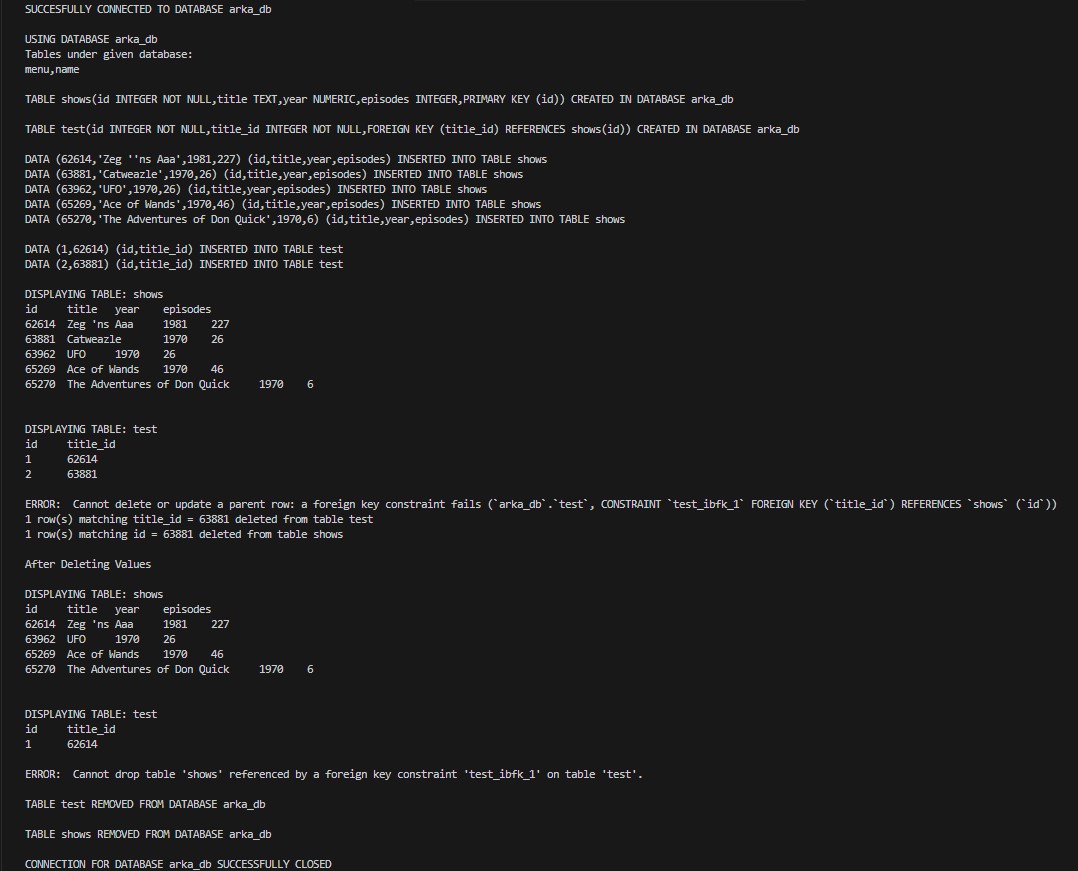 SUCCESFULLY CONNECTED TO DATABASE arka_db
USING DATABASE arka_db
Tables under given database:
menu,name
TABLE shows(id INTEGER NOT NULL,title TEXT,year NUMERIC,episodes INTEGER,PRIMARY KEY (id)) CREATED IN DATABASE arka_db
TABLE test(id INTEGER NOT NULL,title_id INTEGER NOT NULL,FOREIGN KEY (title_id) REFERENCES shows(id)) CREATED IN DATABASE arka_db
DATA (62614,'Zeg ''ns Aaa',1981,227) (id,title,year,episodes) INSERTED INTO TABLE shows
DATA (63881,'Catweazle',1970,26) (id,title,year,episodes) INSERTED INTO TABLE shows
DATA (63962,'UFO',1970,26) (id,title,year,episodes) INSERTED INTO TABLE shows
DATA (65269,'Ace of Wands',1970,46) (id,title,year,episodes) INSERTED INTO TABLE shows
DATA (65270,'The Adventures of Don Quick',1970,6) (id,title,year,episodes) INSERTED INTO TABLE shows
DATA (1,62614) (id,title_id) INSERTED INTO TABLE test
DATA (2,63881) (id,title_id) INSERTED INTO TABLE test
DISPLAYING TABLE: shows
id title year episodes
62614 Zeg 'ns Aaa 1981 227
63881 Catweazle 1970 26
63962 UFO 1970 26
65269 Ace of Wands 1970 46
65270 The Adventures of Don Quick 1970 6
DISPLAYING TABLE: test
id title_id
1 62614
2 63881
ERROR: Cannot delete or update a parent row: a foreign key constraint fails (`arka_db`.`test`, CONSTRAINT `test_ibfk_1` FOREIGN KEY (`title_id`) REFERENCES `shows` (`id`))
1 row(s) matching title_id = 63881 deleted from table test
1 row(s) matching id = 63881 deleted from table shows
After Deleting Values
DISPLAYING TABLE: shows
id title year episodes
62614 Zeg 'ns Aaa 1981 227
63962 UFO 1970 26
65269 Ace of Wands 1970 46
65270 The Adventures of Don Quick 1970 6
DISPLAYING TABLE: test
id title_id
1 62614
ERROR: Cannot drop table 'shows' referenced by a foreign key constraint 'test_ibfk_1' on table 'test'.
TABLE test REMOVED FROM DATABASE arka_db
TABLE shows REMOVED FROM DATABASE arka_db
CONNECTION FOR DATABASE arka_db SUCCESSFULLY CLOSED